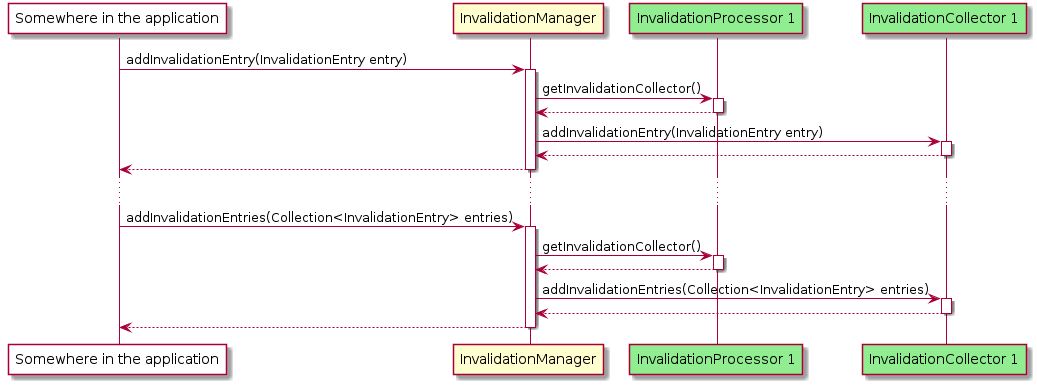 Somewhere in the application
InvalidationManager
InvalidationProcessor 1
InvalidationCollector 1
addInvalidationEntry(InvalidationEntry entry)
getInvalidationCollector()
addInvalidationEntry(InvalidationEntry entry)
addInvalidationEntries(Collection<InvalidationEntry> entries)
getInvalidationCollector()
addInvalidationEntries(Collection<InvalidationEntry> entries)
Somewhere in the application
InvalidationManager
InvalidationProcessor 1
InvalidationCollector 1